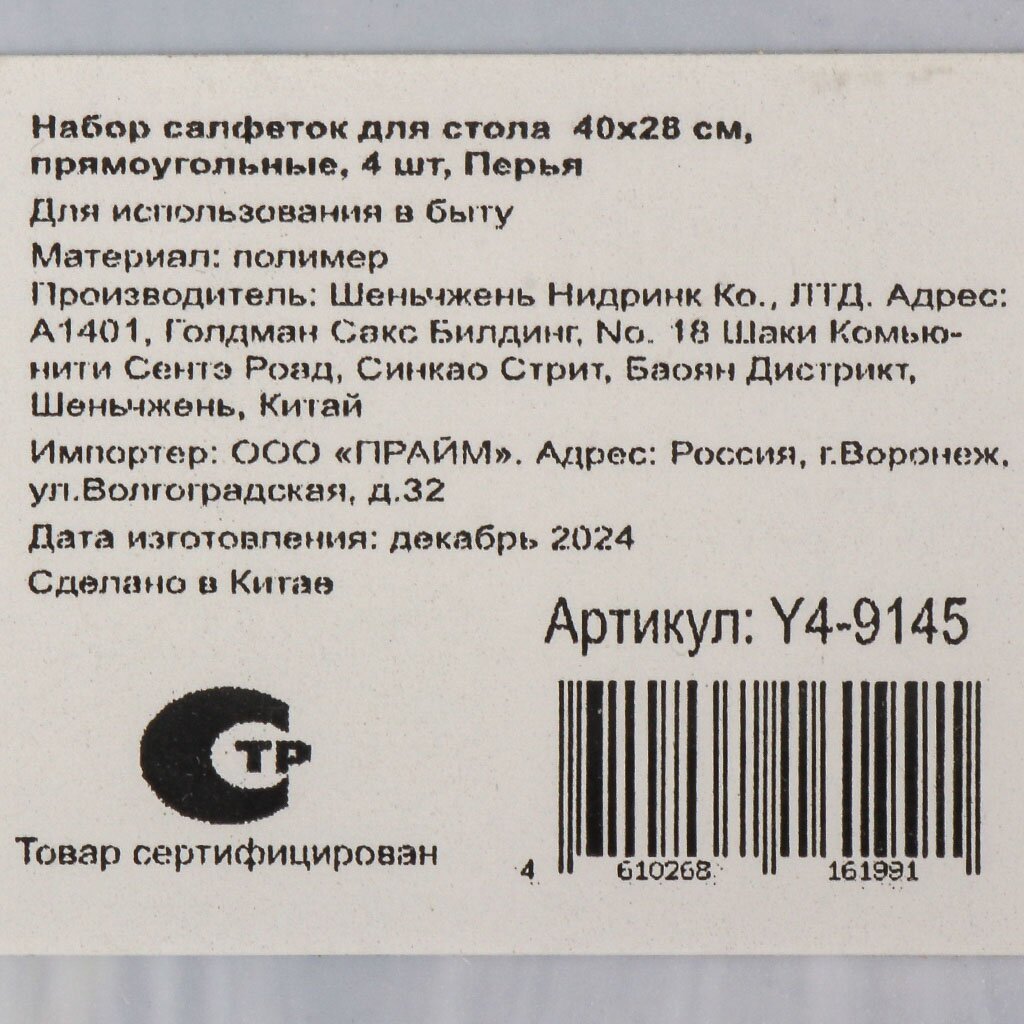 Набор салфеток для стола 40х28 см,
прямоугольные, 4 шт, Перья
Для использования в быту
Материал: полимер
Производитель: Шеньчжень Нидринк Ко., ЛТД. Адрес:
А1401, Голдман Сакс Билдинг, No. 18 Шаки Комью-
нити Сентэ Роад, Синкао Стрит, Баоян Дистрикт,
Шеньчжень, Китай
Импортер: ООО «ПРАЙМ». Адрес: Россия, г.Воронеж,
ул.Волгоградская, д.32
Дата изготовления: декабрь 2024
Сделано в Китае
Артикул: Y4-9145
СТР
Товар сертифицирован
4 610268 161991